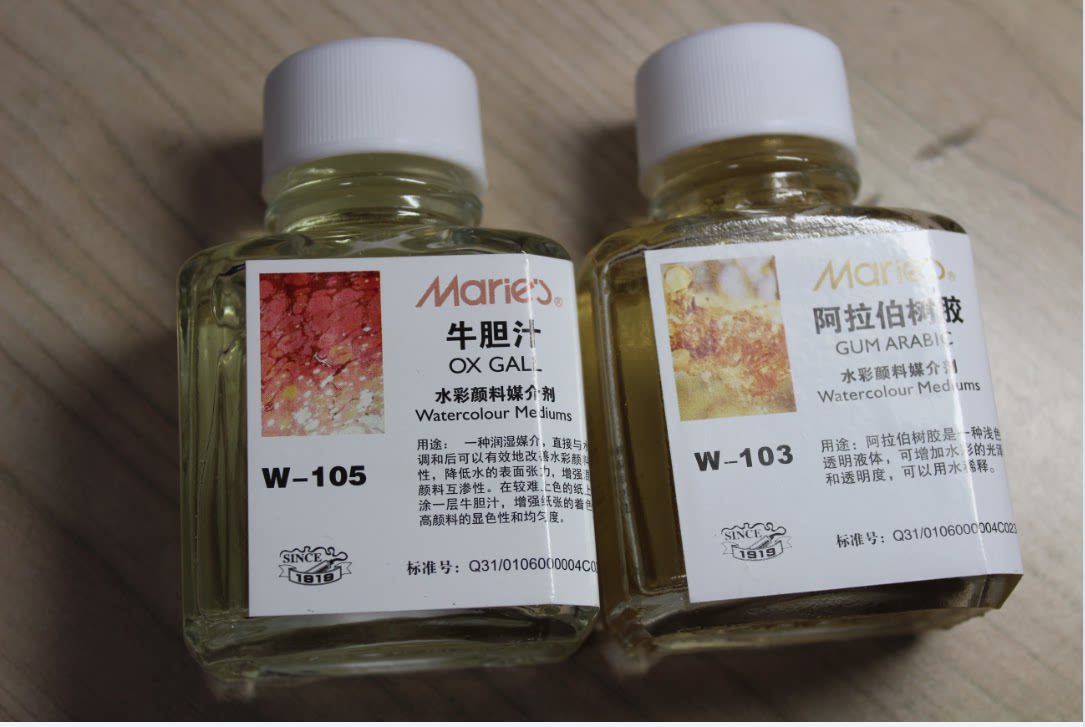 Marie's®
牛胆汁
OX GALL
水彩颜料媒介剂
Watercolour Mediums
用途： 一种润湿媒介，直接与水
调和后可以有效地改善水彩颜料
性，降低水的表面张力，增强混
颜料互渗性。在较难上色的纸上
涂一层牛胆汁，增强纸张的着色
高颜料的显色性和均匀度。
W-105
SINCE
1919
标准号：Q31/0106000004C02
Marie's®
阿拉伯树胶
GUM ARABIC
水彩颜料媒介剂
Watercolour Mediums
用途：阿拉伯树胶是一种浅色
透明液体，可增加水彩的光泽
和透明度，可以用水稀释。
W-103
SINCE
1919
标准号：Q31/0106000004C023